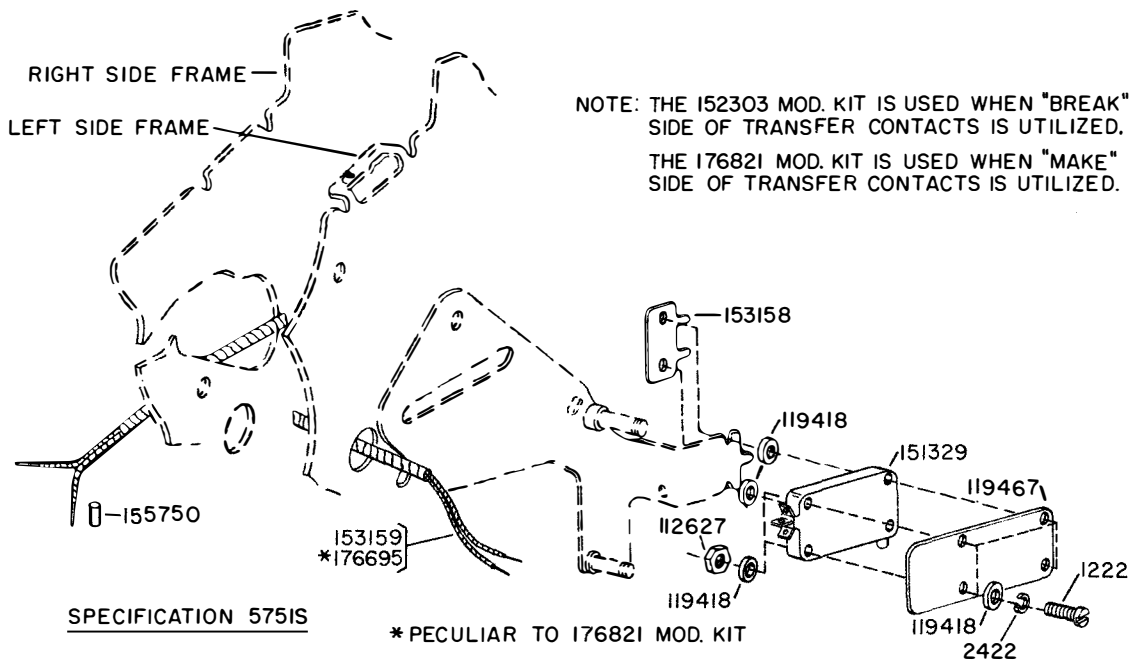 RIGHT SIDE FRAME
LEFT SIDE FRAME
NOTE: THE 152303 MOD. KIT IS USED WHEN "BREAK"
SIDE OF TRANSFER CONTACTS IS UTILIZED.
THE 176821 MOD. KIT IS USED WHEN "MAKE"
SIDE OF TRANSFER CONTACTS IS UTILIZED.
153158
119418
151329
119467
155750
153159
*176695
112627
119418
1222
119418
2422
SPECIFICATION 5751S
* PECULIAR TO 176821 MOD. KIT